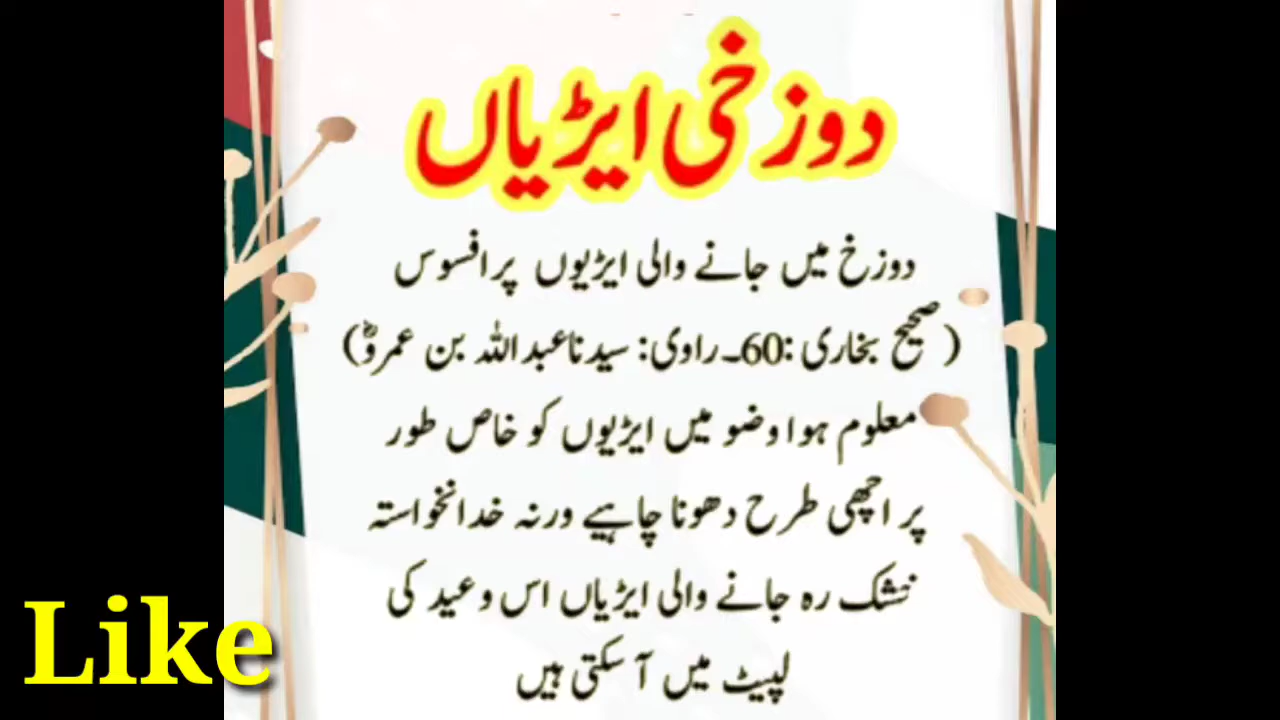 دوزخی ایڑیاں
دوزخ میں جانے والی ایڑیوں پر افسوس
(صحیح بخاری :60۔راوی: سیدنا عبداللہ بن عمروؓ)
معلوم ہوا وضو میں ایڑیوں کو خاص طور
پر اچھی طرح دھونا چاہیے ورنہ خدانخواستہ
خشک رہ جانے والی ایڑیاں اس وعید کی
لپیٹ میں آسکتی ہیں
Like